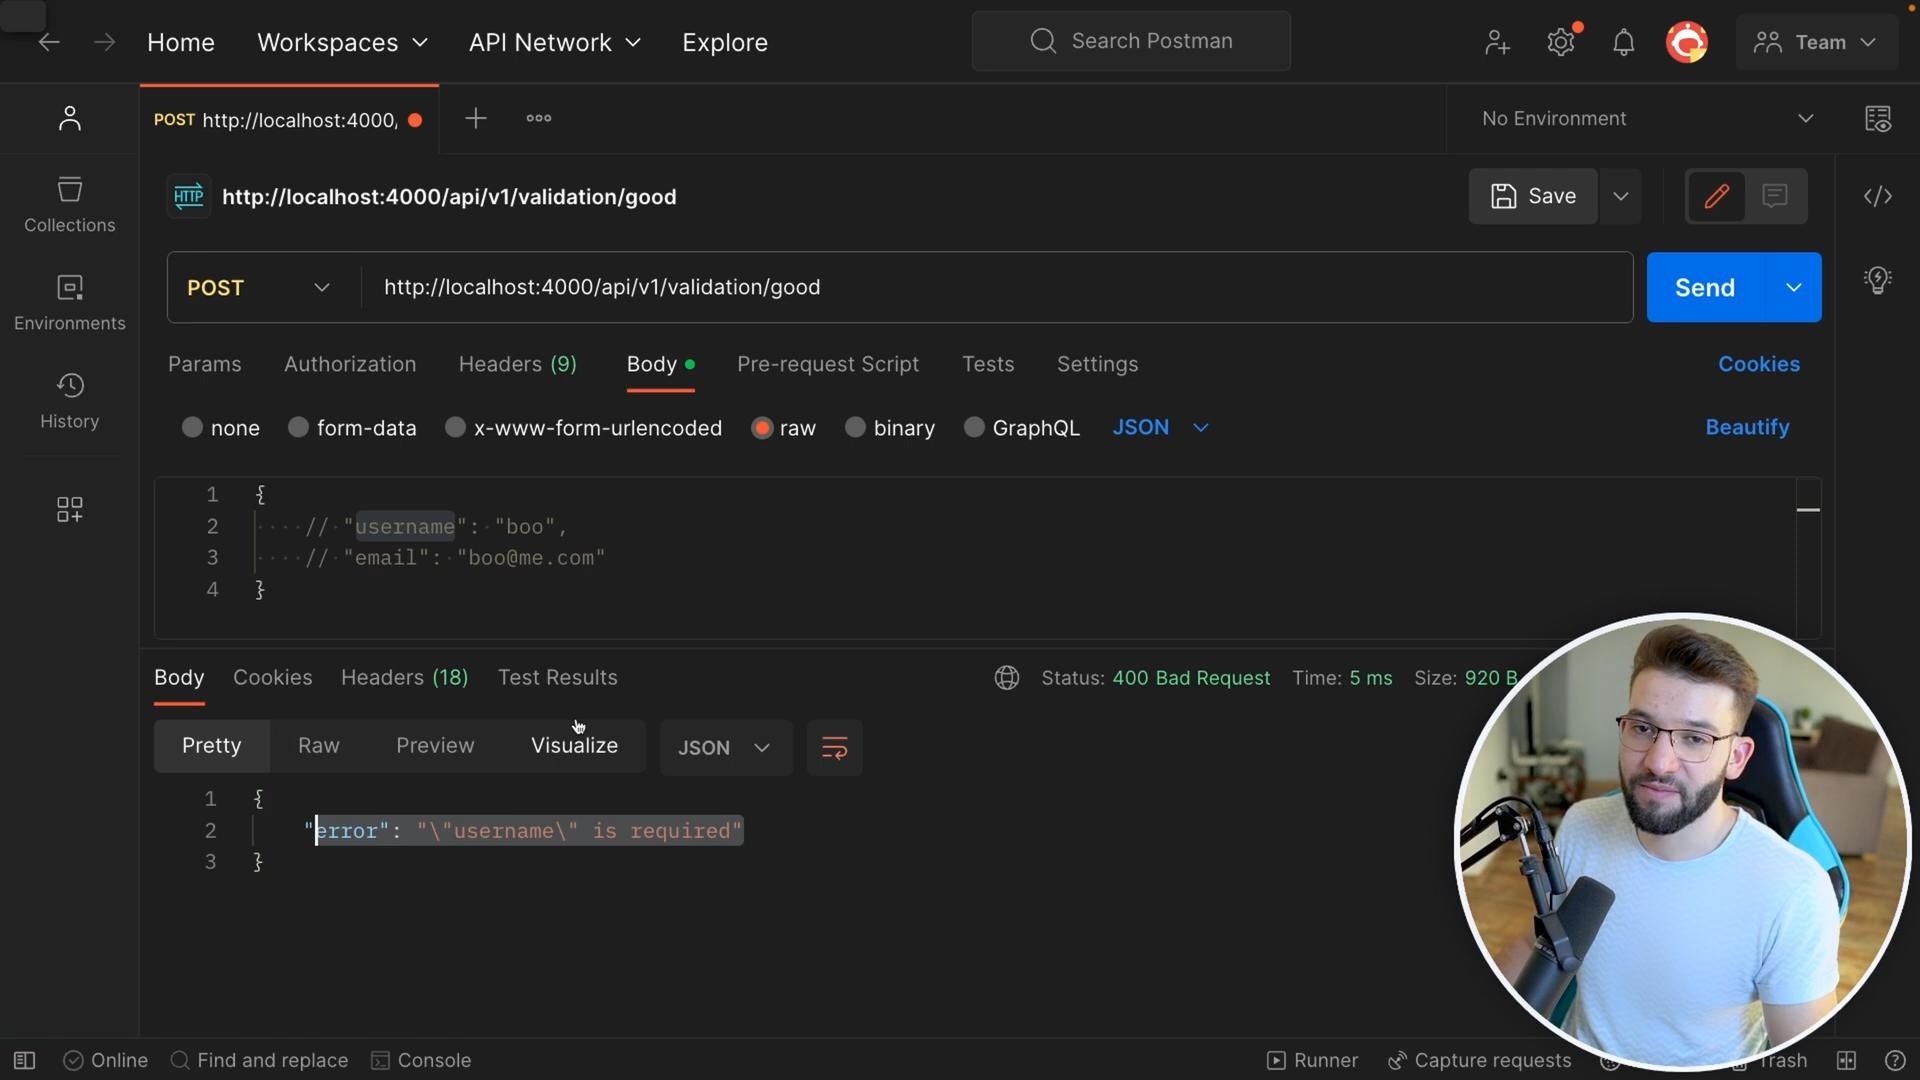 Home Workspaces API Network Explore Search Postman Team
POST http://localhost:4000, No Environment
HTTP http://localhost:4000/api/v1/validation/good Save
POST http://localhost:4000/api/v1/validation/good Send
Params Authorization Headers (9) Body Pre-request Script Tests Settings Cookies
none form-data x-www-form-urlencoded raw binary GraphQL JSON Beautify
Collections
Environments
History
1 {
2 // "username": "boo",
3 // "email": "boo@me.com"
4 }
Body Cookies Headers (18) Test Results Status: 400 Bad Request Time: 5 ms Size: 920 B
Pretty Raw Preview Visualize JSON
1 {
2 "error": "\"username\" is required"
3 }
Online Find and replace Console Runner Capture requests Trash